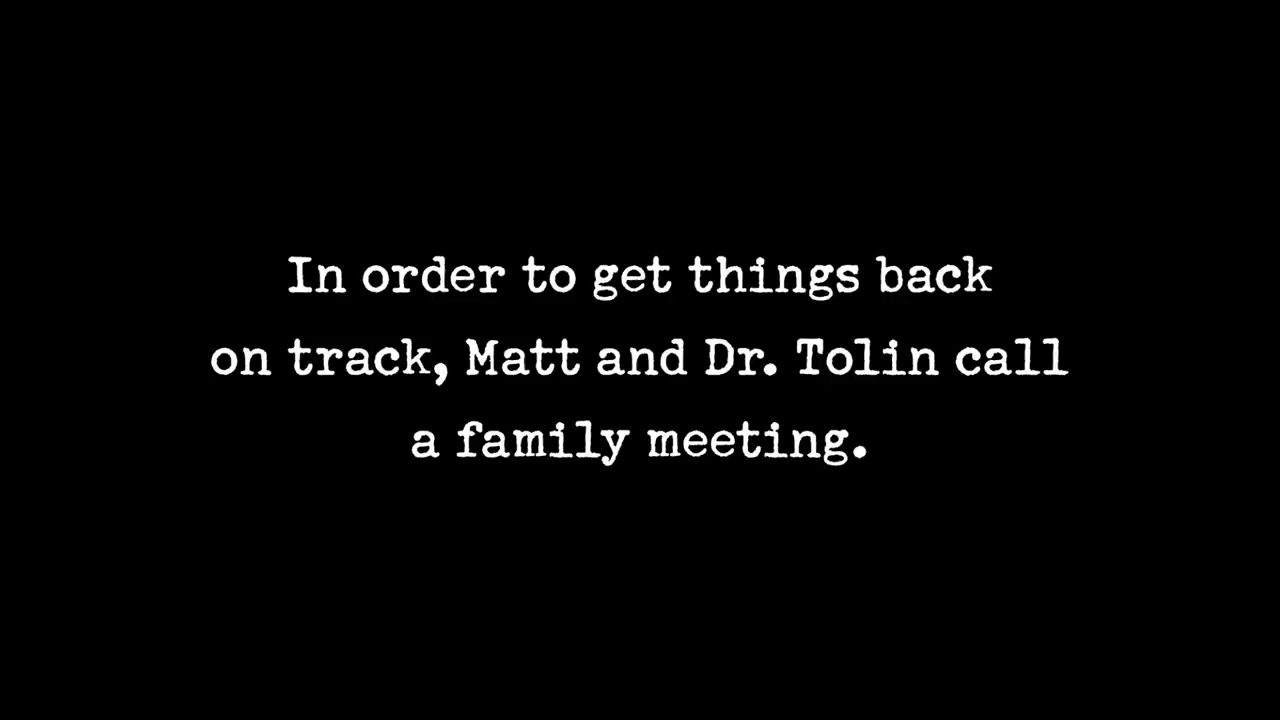 In order to get things back
on track, Matt and Dr. Tolin call
a family meeting.